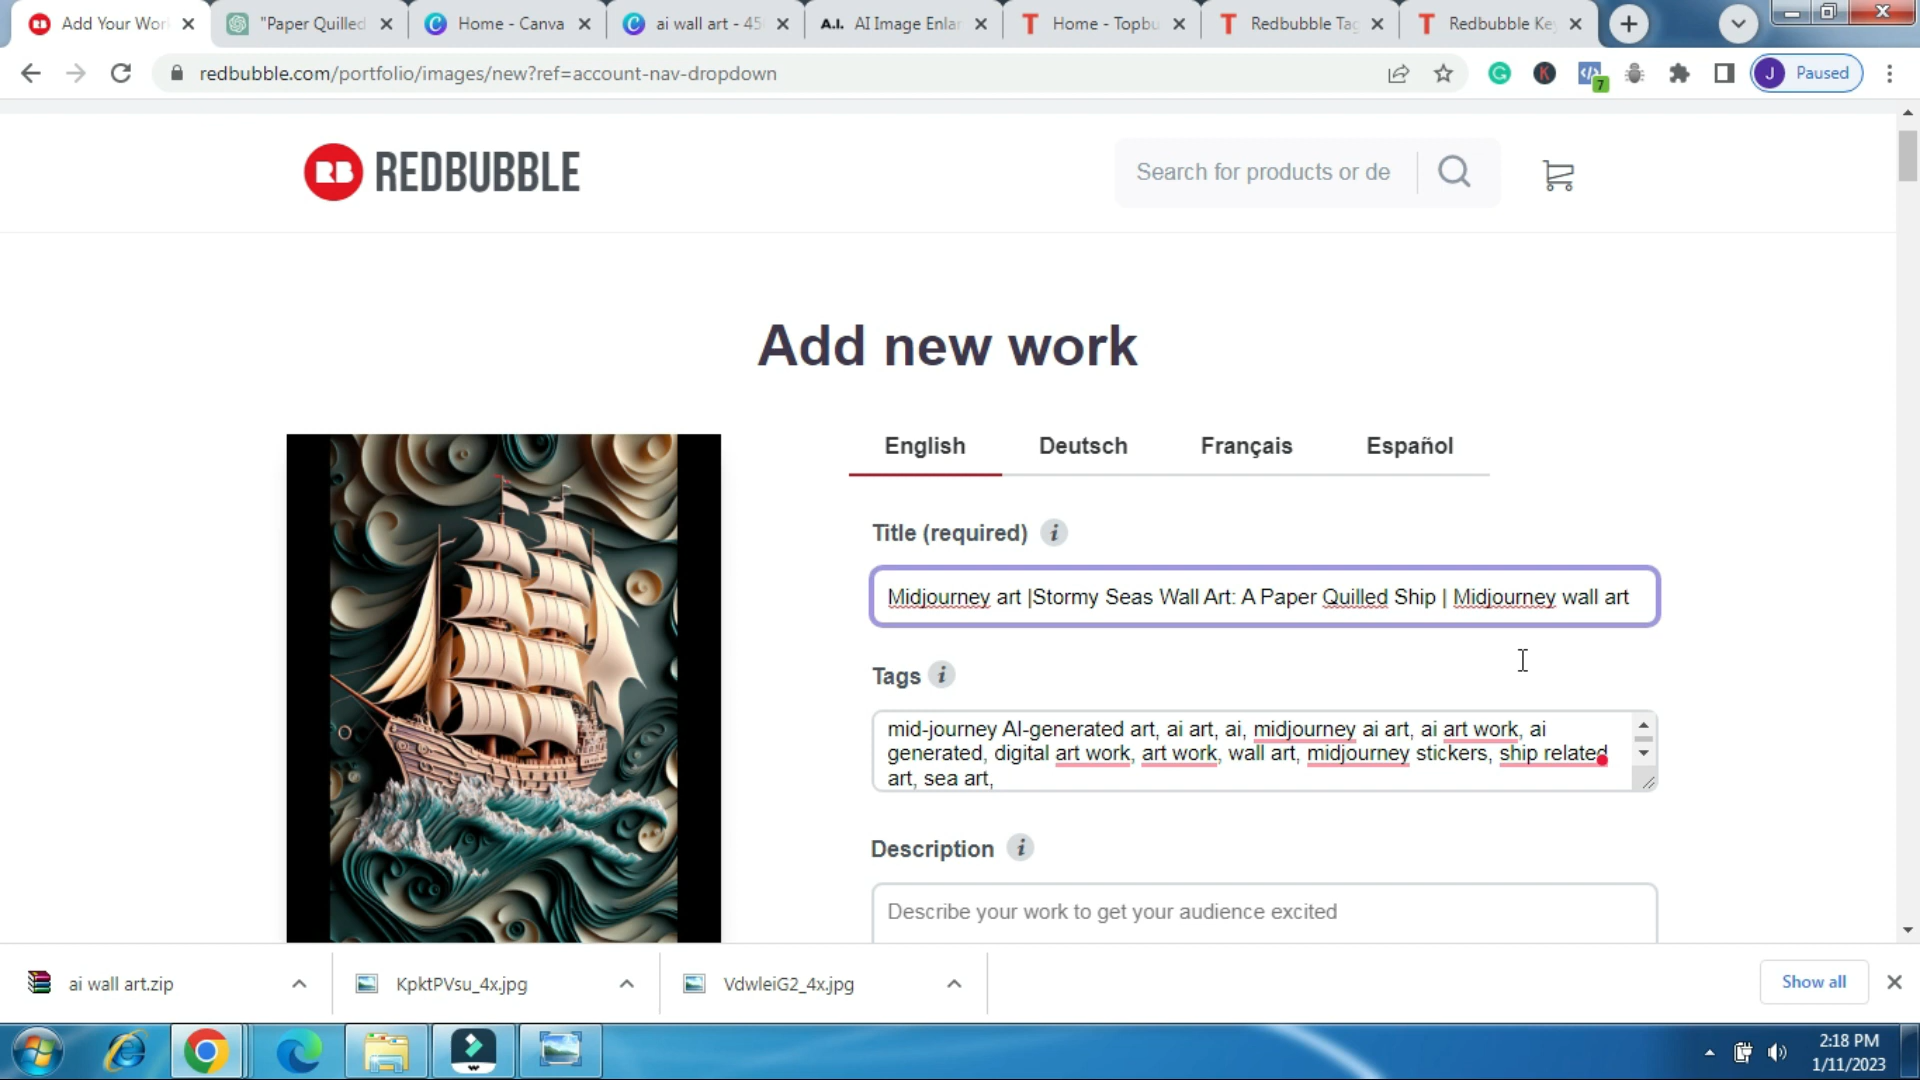 Add Your Wor
"Paper Quilled
Home - Canva
ai wall art - 45
A.I. AI Image Enlar
T Home - Topbu
T Redbubble Tag
T Redbubble Key
redbubble.com/portfolio/images/new?ref=account-nav-dropdown
7
J Paused
RB REDBUBBLE
Search for products or de
Add new work
English Deutsch Français Español
Title (required) i
Midjourney art |Stormy Seas Wall Art: A Paper Quilled Ship | Midjourney wall art
Tags i
mid-journey AI-generated art, ai art, ai, midjourney ai art, ai art work, ai
generated, digital art work, art work, wall art, midjourney stickers, ship related
art, sea art,
Description i
Describe your work to get your audience excited
ai wall art.zip
KpktPVsu_4x.jpg
VdwleiG2_4x.jpg
Show all
2:18 PM
1/11/2023